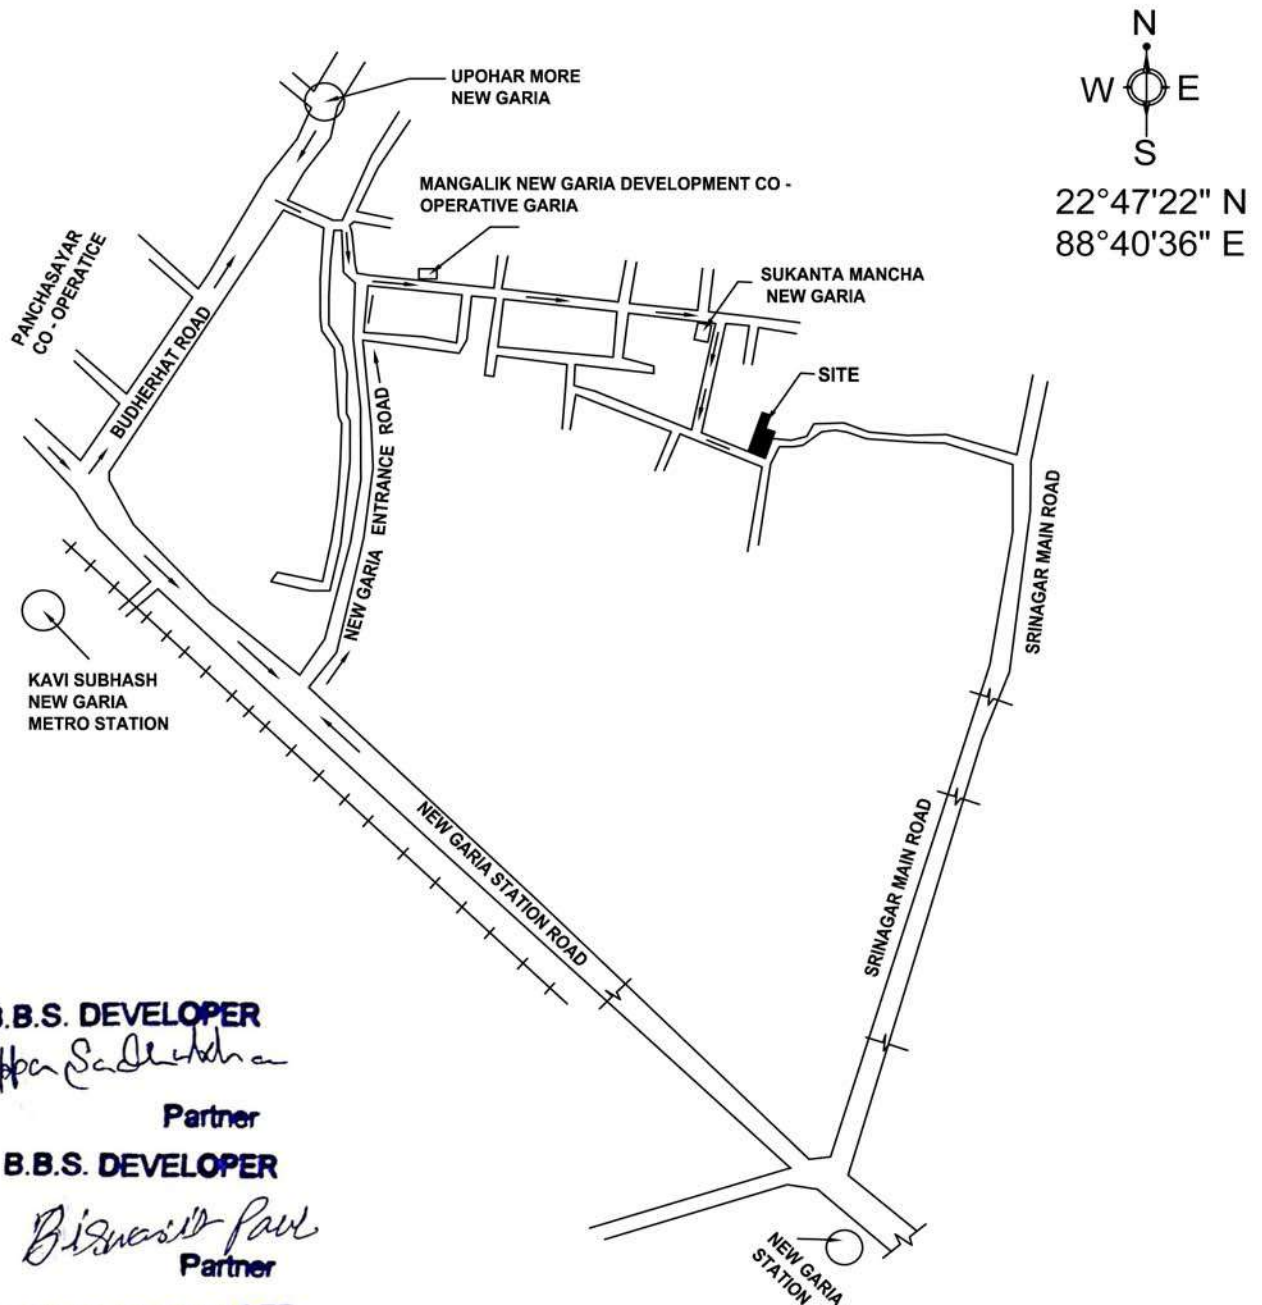 N
W E
S
22°47'22" N
88°40'36" E
UPOHAR MORE
NEW GARIA
MANGALIK NEW GARIA DEVELOPMENT CO -
OPERATIVE GARIA
SUKANTA MANCHA
NEW GARIA
PANCHASAYAR
CO - OPERATICE
BUDHERHAT ROAD
SITE
NEW GARIA ENTRANCE ROAD
SRINAGAR MAIN ROAD
KAVI SUBHASH
NEW GARIA
METRO STATION
NEW GARIA STATION ROAD
SRINAGAR MAIN ROAD
B.B.S. DEVELOPER
Partner
B.B.S. DEVELOPER
Biswasit Paul
Partner
NEW GARIA
STATION